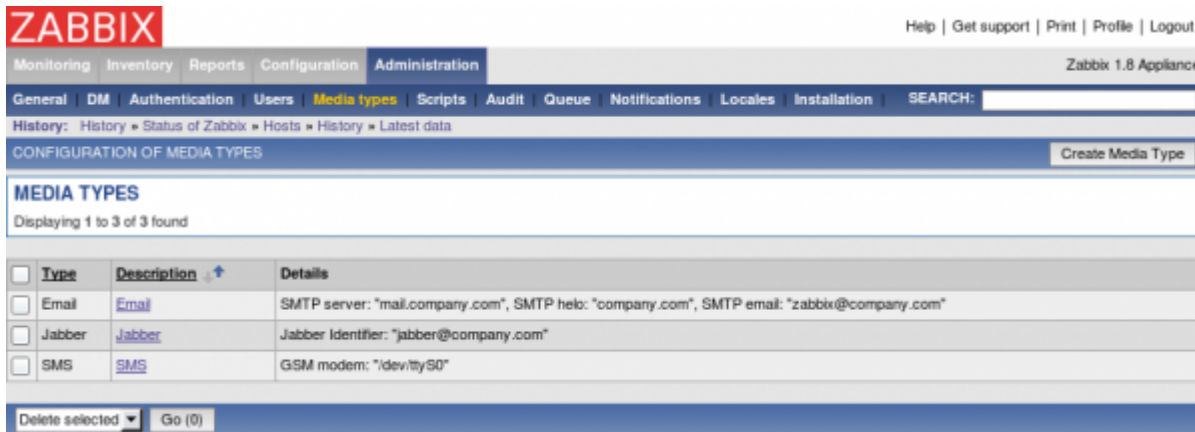 ZABBIX
Help | Get support | Print | Profile | Logout
Monitoring Inventory Reports Configuration Administration Zabbix 1.8 Appliance
General | DM | Authentication | Users | Media types | Scripts | Audit | Queue | Notifications | Locales | Installation | SEARCH:
History: History » Status of Zabbix » Hosts » History » Latest data
CONFIGURATION OF MEDIA TYPES Create Media Type
MEDIA TYPES
Displaying 1 to 3 of 3 found
Type Description Details
Email Email SMTP server: "mail.company.com", SMTP helo: "company.com", SMTP email: "zabbix@company.com"
Jabber Jabber Jabber Identifier: "jabber@company.com"
SMS SMS GSM modem: "/dev/ttyS0"
Delete selected Go (0)